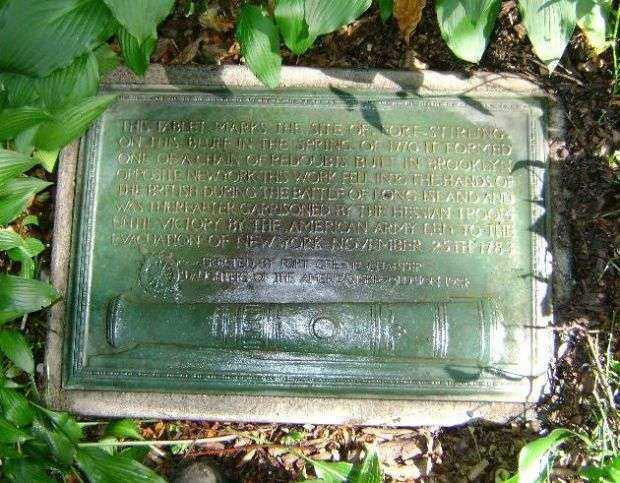 THIS TABLET MARKS THE SITE OF FORT STIRLING
ON THIS BLUFF IN THE SPRING OF IT FORMED
ONE OF A CHAIN OF REDOUBTS BUILT IN BROOKLYN
OPPOSITE NEW YORK THIS WORK FELL INTO THE HANDS OF
THE BRITISH DURING THE BATTLE OF LONG ISLAND AND
WAS THEREAFTER GARRISONED BY THE HESSIAN TROOPS
UNTIL VICTORY BY THE AMERICAN ARMY LED TO THE
EVACUATION OF NEW YORK NOVEMBER 25TH 1783
ERECTED BY FORT GREENE CHAPTER
DAUGHTERS OF THE AMERICAN REVOLUTION